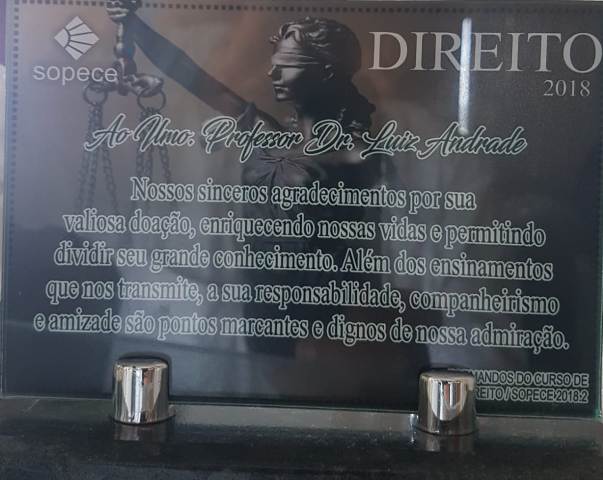 sopece
DIREITO
2018
Ao Ilmo. Professor Dr. Luiz Andrade
Nossos sinceros agradecimentos por sua
valiosa doação, enriquecendo nossas vidas e permitindo
dividir seu grande conhecimento. Além dos ensinamentos
que nos transmite, a sua responsabilidade, companheirismo
e amizade são pontos marcantes e dignos de nossa admiração.
MANDOS DO CURSO DE
EITO / SOPECE 2018.2